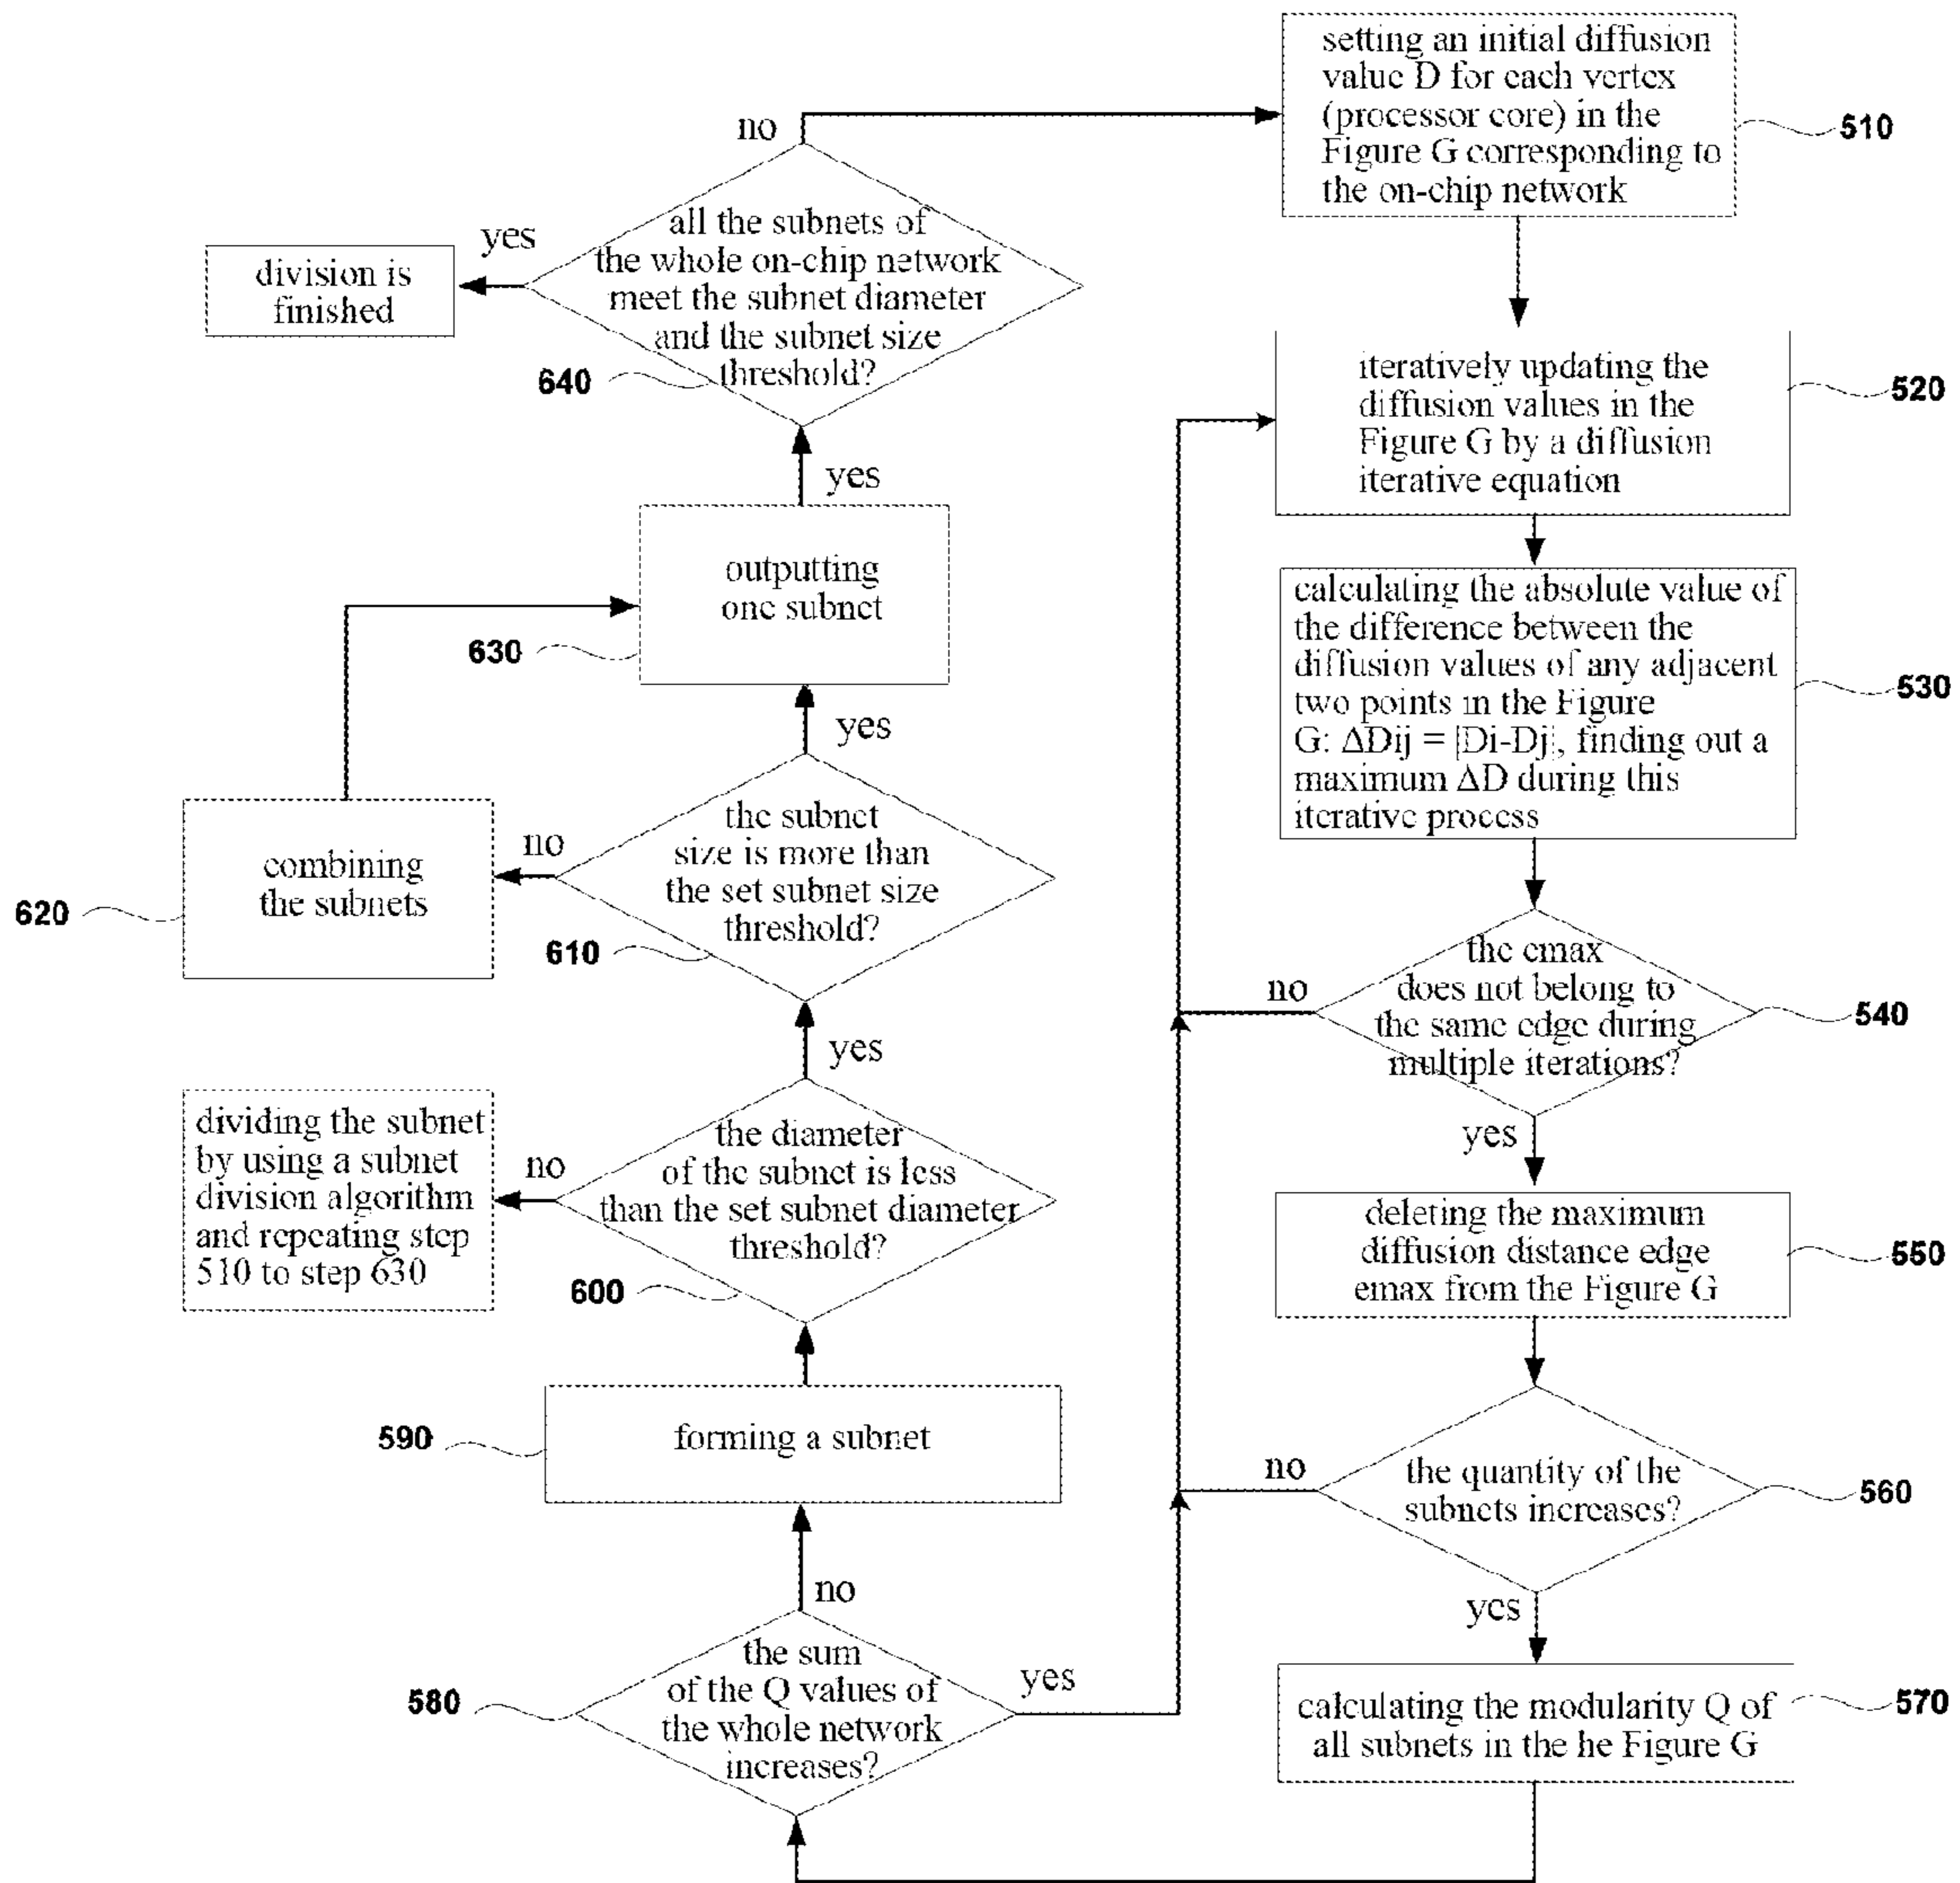 setting an initial diffusion
value D for each vertex
(processor core) in the
Figure G corresponding to
the on-chip network
510
no
all the subnets of
the whole on-chip network
meet the subnet diameter
and the subnet size
threshold?
640
yes
division is
finished
iteratively updating the
diffusion values in the
Figure G by a diffusion
iterative equation
520
yes
outputting
one subnet
630
calculating the absolute value of
the difference between the
diffusion values of any adjacent
two points in the Figure
G: ΔDij = |Di-Dj|, finding out a
maximum ΔD during this
iterative process
530
yes
the subnet
size is more than
the set subnet size
threshold?
610
no
combining
the subnets
620
the emax
does not belong to
the same edge during
multiple iterations?
540
no
yes
yes
the diameter
of the subnet is less
than the set subnet diameter
threshold?
600
no
dividing the subnet
by using a subnet
division algorithm
and repeating step
510 to step 630
deleting the maximum
diffusion distance edge
emax from the Figure G
550
forming a subnet
590
the quantity of the
subnets increases?
560
no
yes
no
the sum
of the Q values of
the whole network
increases?
580
yes
calculating the modularity Q of
all subnets in the he Figure G
570